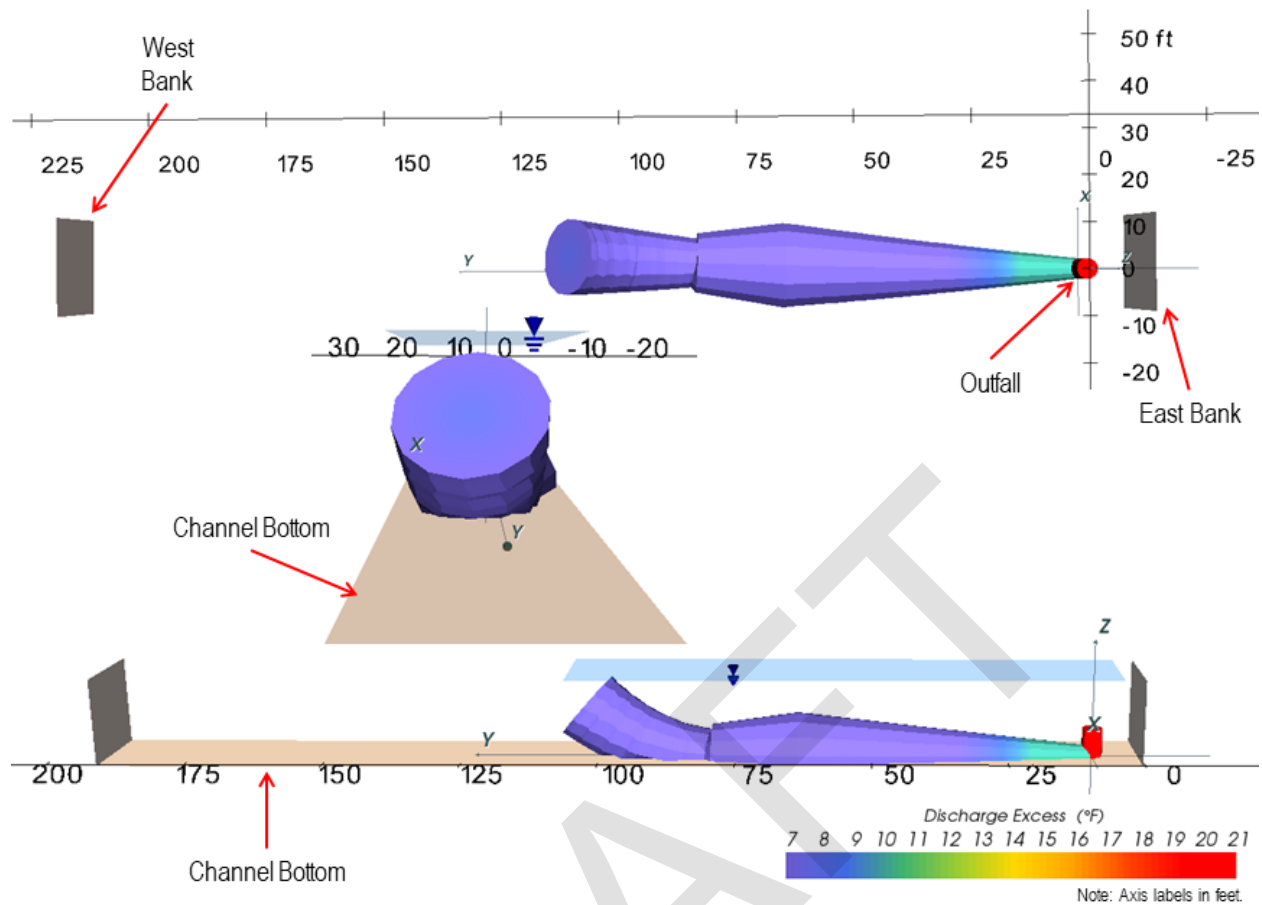 West
Bank
50 ft
40
30
225 200 175 150 125 100 75 50 25 0 -25
20
X
10
Y
Z
0
-10
30 20 10 0 -10 -20
-20
Outfall
East Bank
X
Channel Bottom
Y
Z
X
Y
200 175 150 125 100 75 50 25 0
Channel Bottom
Discharge Excess (°F)
7 8 9 10 11 12 13 14 15 16 17 18 19 20 21
Note: Axis labels in feet.
AFT